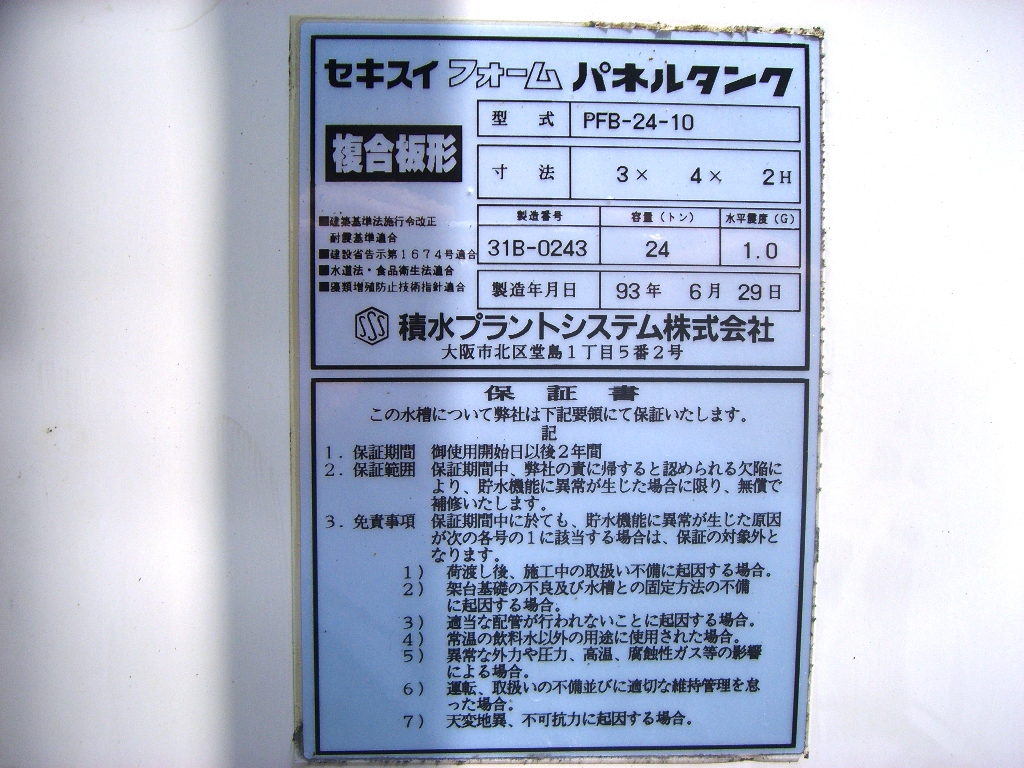 セキスイ フォーム パネルタンク
複合板形
型 式 PFB-24-10
寸 法 3× 4× 2H
製造番号 容量(トン) 水平震度(G)
31B-0243 24 1.0
製造年月日 93年 6月 29日
■建築基準法施行令改正
耐震基準適合
■建設省告示第1674号適合
■水道法・食品衛生法適合
■藻類増殖防止技術指針適合
SSS 積水プラントシステム株式会社
大阪市北区堂島1丁目5番2号
保 証 書
この水槽について弊社は下記要領にて保証いたします。
記
1. 保証期間 御使用開始日以後2年間
2. 保証範囲 保証期間中、弊社の責に帰すると認められる欠陥に
より、貯水機能に異常が生じた場合に限り、無償で
補修いたします。
3. 免責事項 保証期間中に於ても、貯水機能に異常が生じた原因
が次の各号の1に該当する場合は、保証の対象外と
なります。
1) 荷渡し後、施工中の取扱い不備に起因する場合。
2) 架台基礎の不良及び水槽との固定方法の不備
に起因する場合。
3) 適当な配管が行われないことに起因する場合。
4) 常温の飲料水以外の用途に使用された場合。
5) 異常な外力や圧力、高温、腐蝕性ガス等の影響
による場合。
6) 運転、取扱いの不備並びに適切な維持管理を怠
った場合。
7) 天変地異、不可抗力に起因する場合。